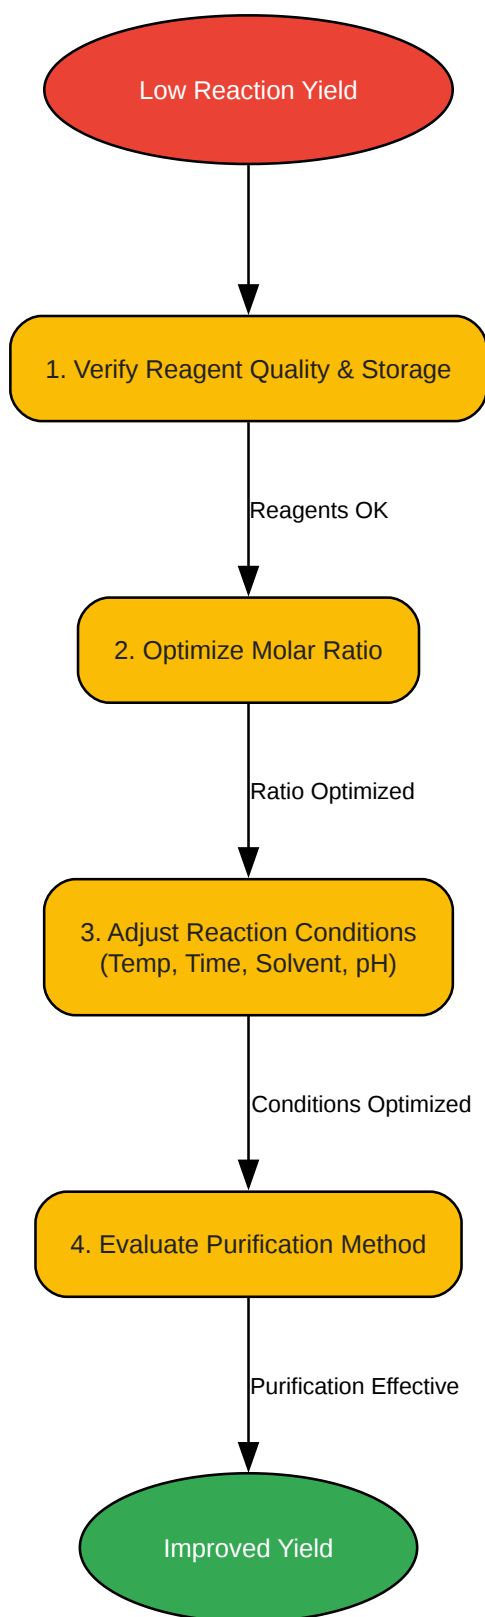 Low Reaction Yield
1. Verify Reagent Quality & Storage
Reagents OK
2. Optimize Molar Ratio
Ratio Optimized
3. Adjust Reaction Conditions
(Temp, Time, Solvent, pH)
Conditions Optimized
4. Evaluate Purification Method
Purification Effective
Improved Yield